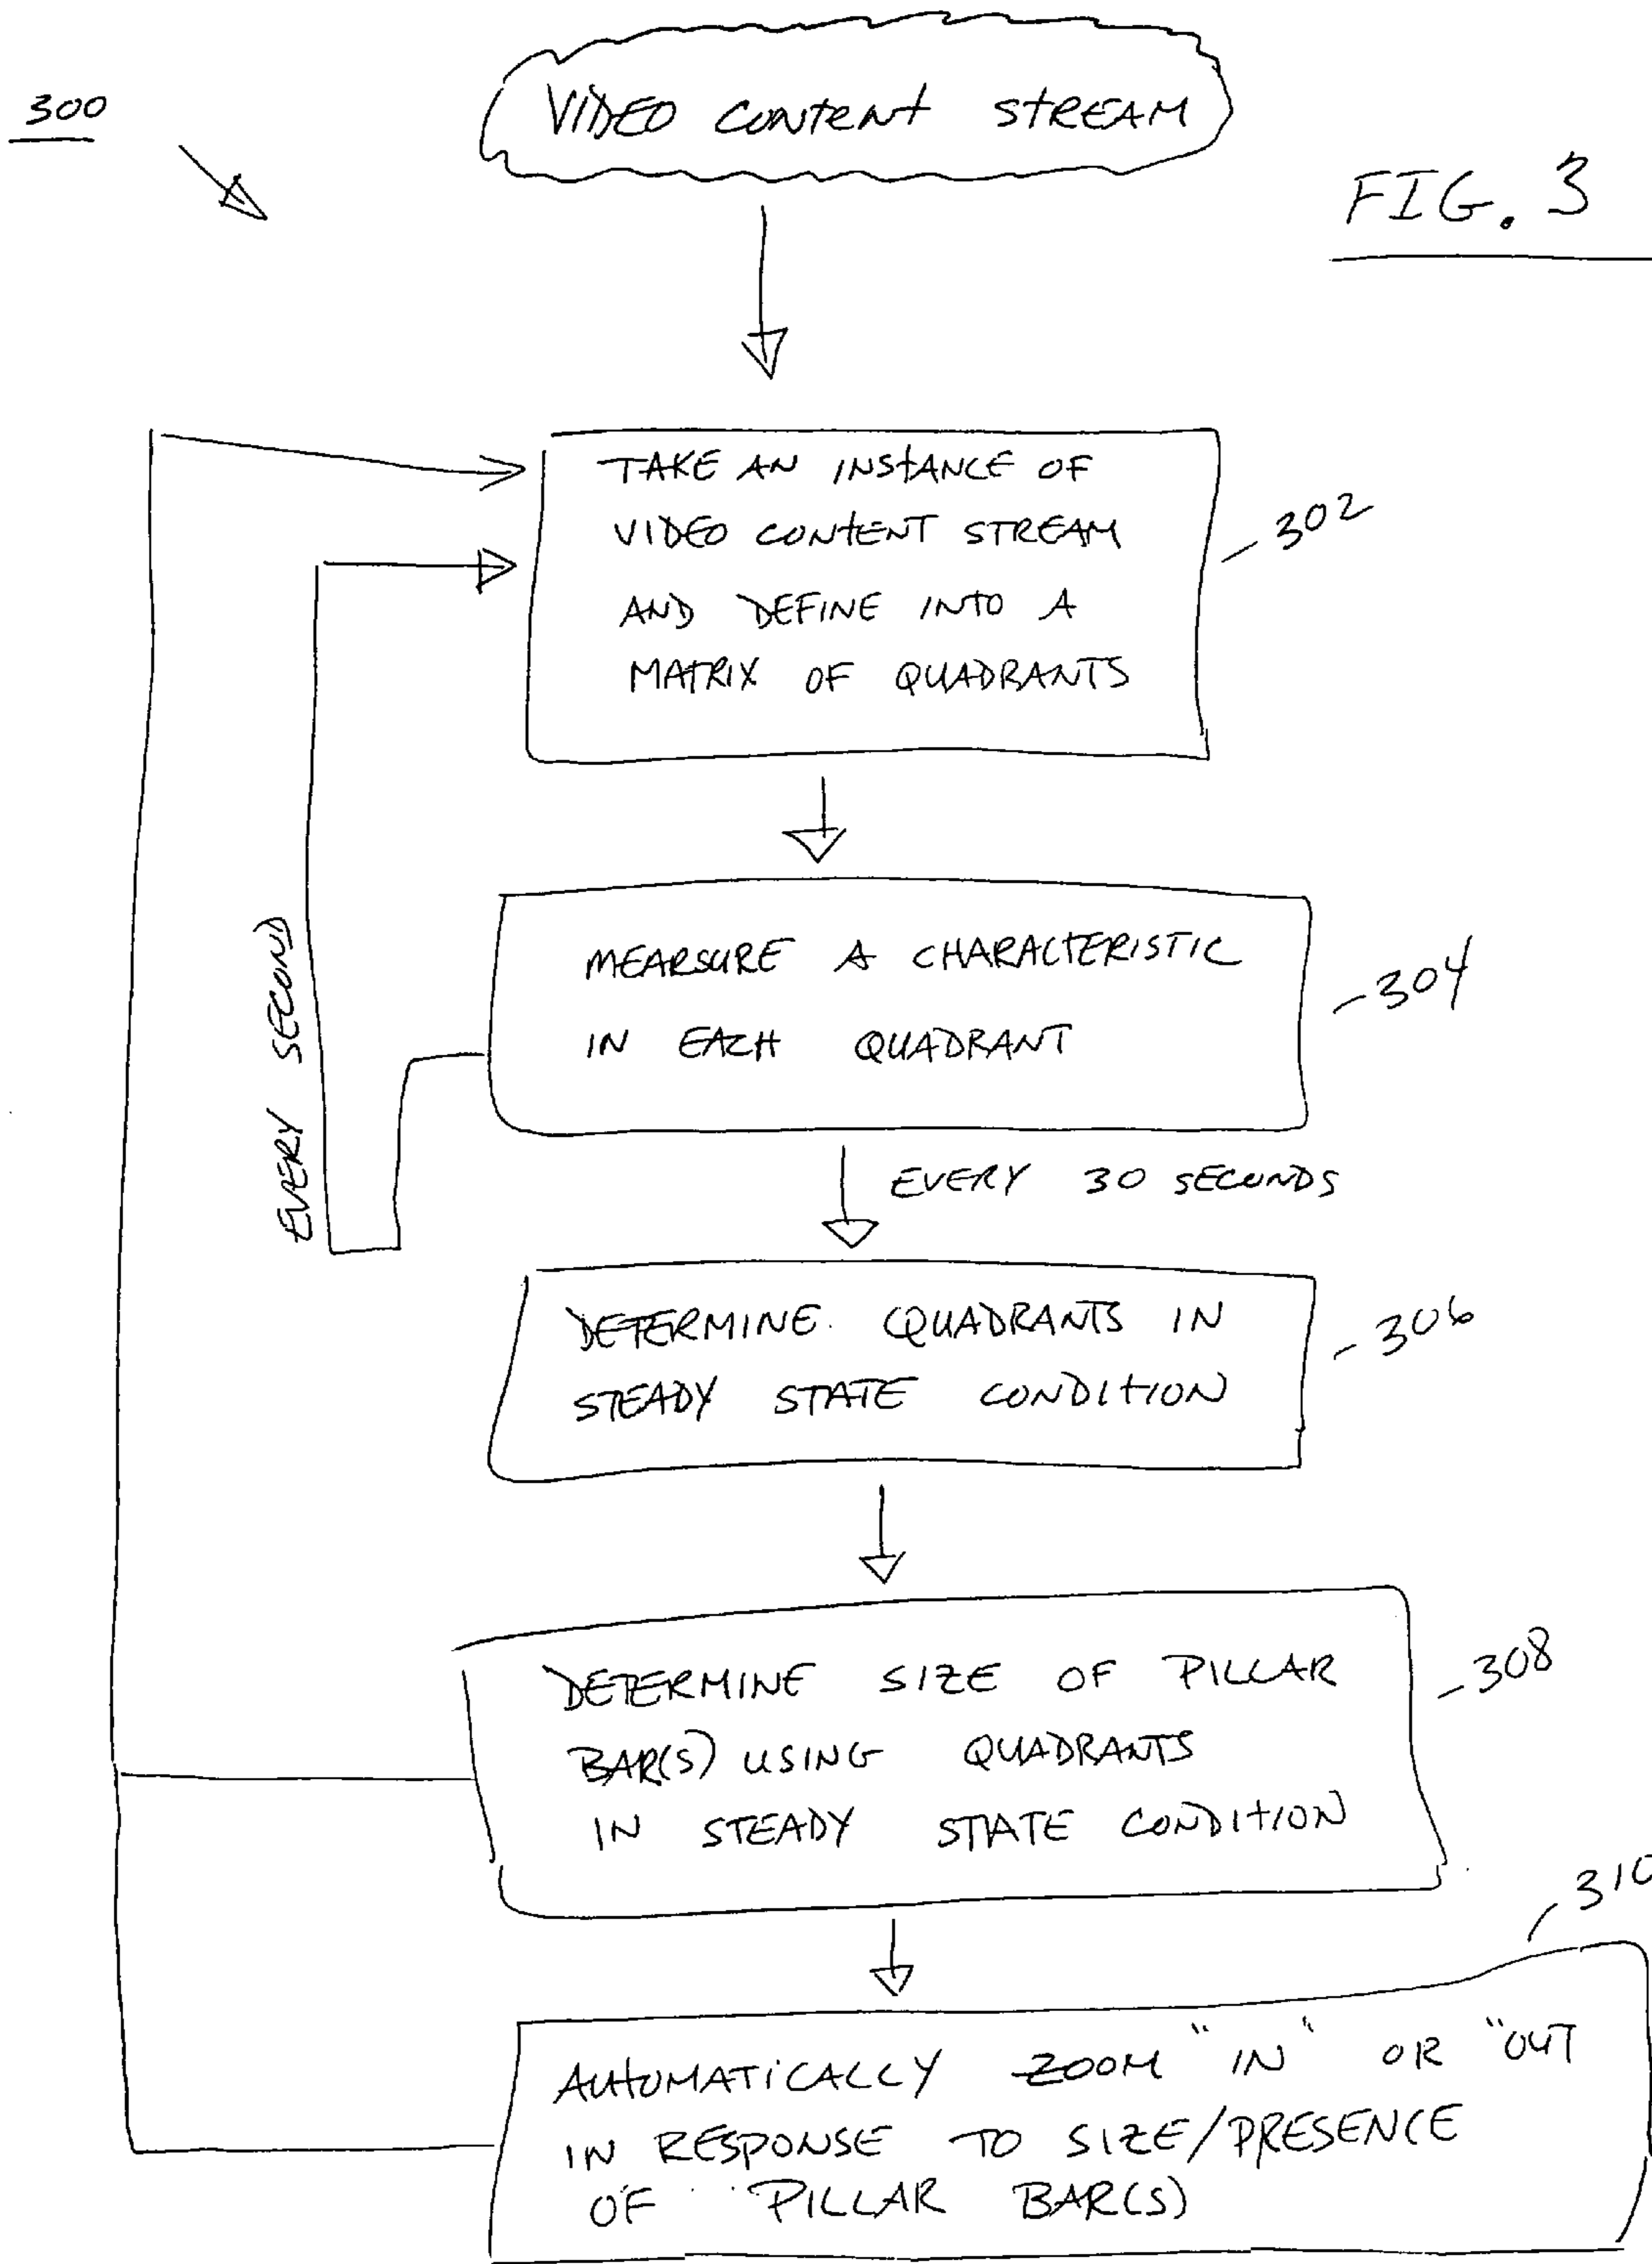 300
VIDEO CONTENT STREAM
FIG. 3
TAKE AN INSTANCE OF
VIDEO CONTENT STREAM
AND DEFINE INTO A
MATRIX OF QUADRANTS
302
MEARSURE A CHARACTERISTIC
IN EACH QUADRANT
304
EVERY SECOND
EVERY 30 SECONDS
DETERMINE QUADRANTS IN
STEADY STATE CONDITION
306
DETERMINE SIZE OF PILLAR
BAR(S) USING QUADRANTS
IN STEADY STATE CONDITION
308
310
AUTOMATICALLY ZOOM "IN" OR "OUT
IN RESPONSE TO SIZE/PRESENCE
OF PILLAR BAR(S)